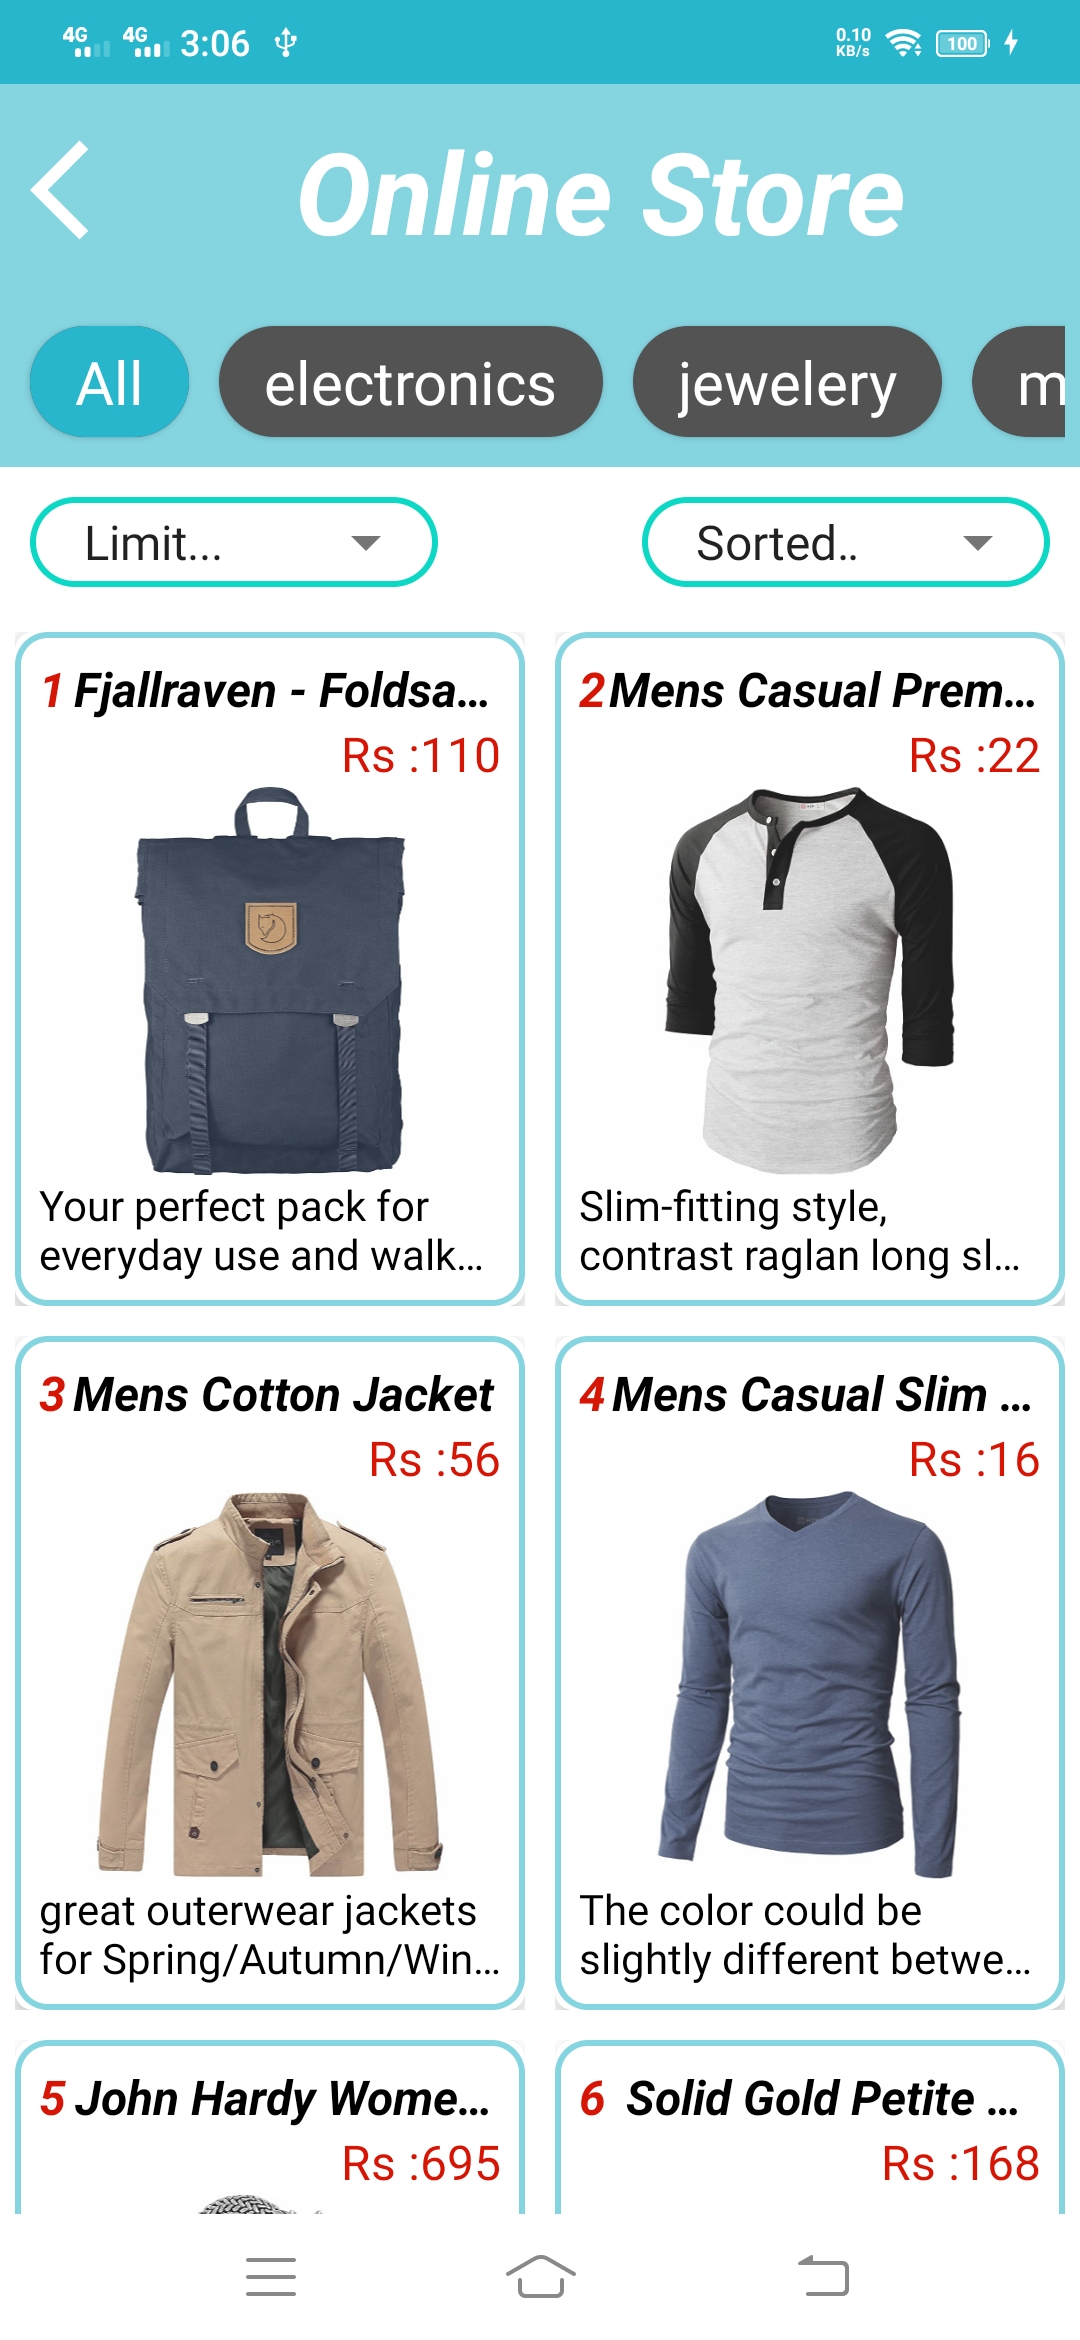 4G 4G 3:06 0.10 KB/s 100
Online Store
All electronics jewelery m
Limit... Sorted..
1 Fjallraven - Foldsa...
Rs :110
Your perfect pack for
everyday use and walk...
2 Mens Casual Prem...
Rs :22
Slim-fitting style,
contrast raglan long sl...
3 Mens Cotton Jacket
Rs :56
great outerwear jackets
for Spring/Autumn/Win...
4 Mens Casual Slim ...
Rs :16
The color could be
slightly different betwe...
5 John Hardy Wome...
Rs :695
6 Solid Gold Petite ...
Rs :168